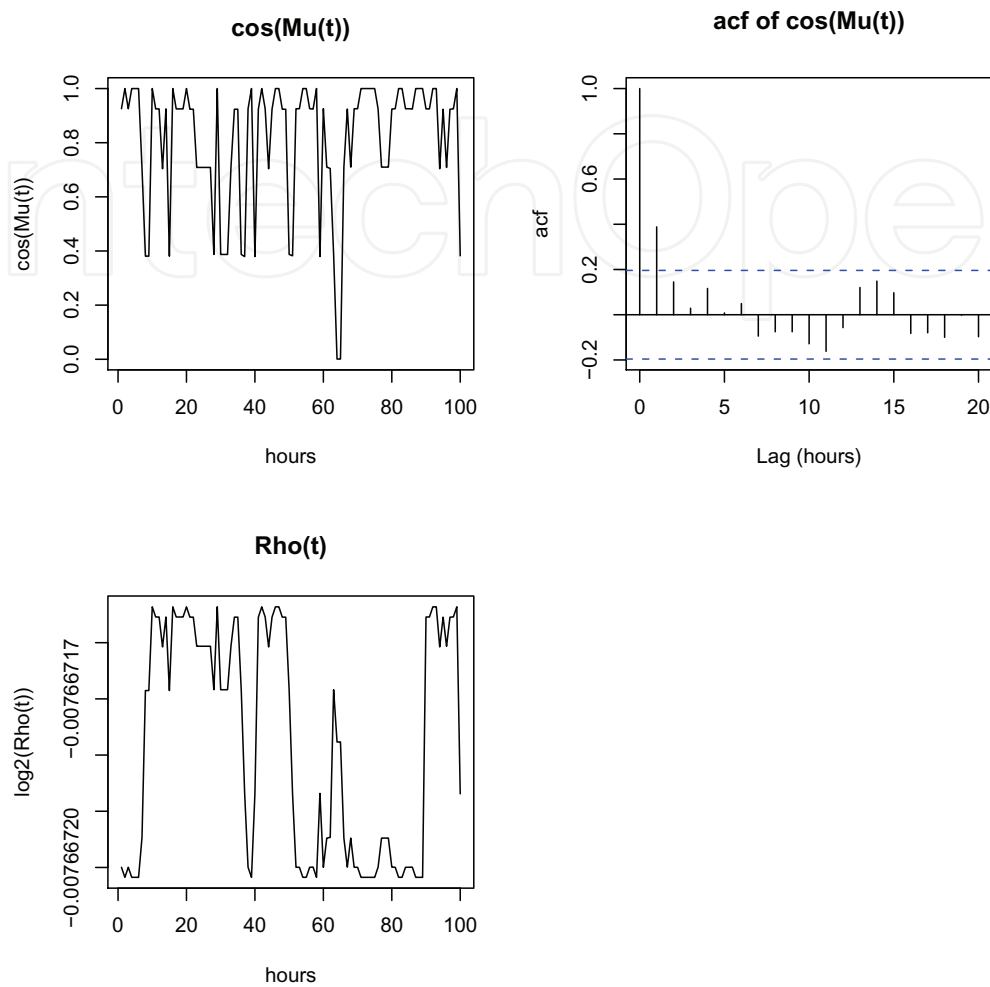 cos(Mu(t))
cos(Mu(t))
1.0
0.8
0.6
0.4
0.2
0.0
0 20 40 60 80 100
hours
acf of cos(Mu(t))
acf
1.0
0.6
0.2
−0.2
0 5 10 15 20
Lag (hours)
ntechOpe
Rho(t)
log2(Rho(t))
−0.00766717
−0.00766720
0 20 40 60 80 100
hours